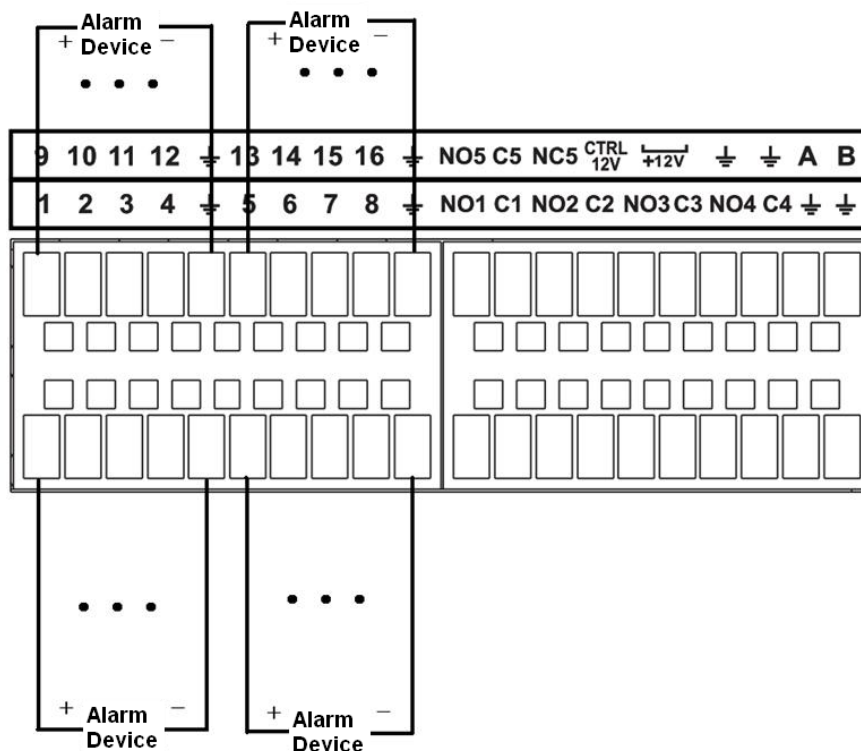 Alarm
+ Device −
Alarm
+ Device −
9 10 11 12 ⏚ 13 14 15 16 ⏚ NO5 C5 NC5 CTRL 12V +12V ⏚ ⏚ A B
1 2 3 4 ⏚ 5 6 7 8 ⏚ NO1 C1 NO2 C2 NO3 C3 NO4 C4 ⏚ ⏚
+ Alarm −
Device
+ Alarm −
Device